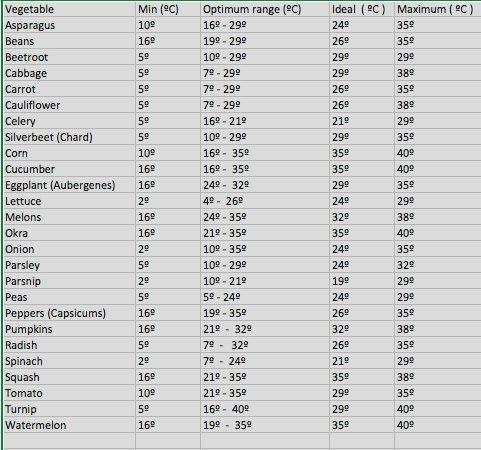 Vegetable Min (ºC) Optimum range (ºC) Ideal ( ºC ) Maximum ( ºC )
Asparagus 10º 16º - 29º 24º 35º
Beans 16º 19º - 29º 26º 35º
Beetroot 5º 10º - 29º 29º 29º
Cabbage 5º 7º - 29º 29º 38º
Carrot 5º 7º - 29º 26º 35º
Cauliflower 5º 7º - 29º 26º 38º
Celery 5º 16º - 21º 21º 29º
Silverbeet (Chard) 5º 10º - 29º 29º 35º
Corn 10º 16º - 35º 35º 40º
Cucumber 16º 16º - 35º 35º 40º
Eggplant (Aubergenes) 16º 24º - 32º 29º 35º
Lettuce 2º 4º - 26º 24º 29º
Melons 16º 24º - 35º 32º 38º
Okra 16º 21º - 35º 35º 40º
Onion 2º 10º - 35º 24º 35º
Parsley 5º 10º - 29º 24º 32º
Parsnip 2º 10º - 21º 19º 29º
Peas 5º 5º - 24º 24º 29º
Peppers (Capsicums) 16º 19º - 35º 26º 35º
Pumpkins 16º 21º - 32º 32º 38º
Radish 5º 7º - 32º 26º 35º
Spinach 2º 7º - 24º 21º 29º
Squash 16º 21º - 35º 35º 38º
Tomato 10º 21º - 35º 29º 35º
Turnip 5º 16º - 40º 29º 40º
Watermelon 16º 19º - 35º 35º 40º